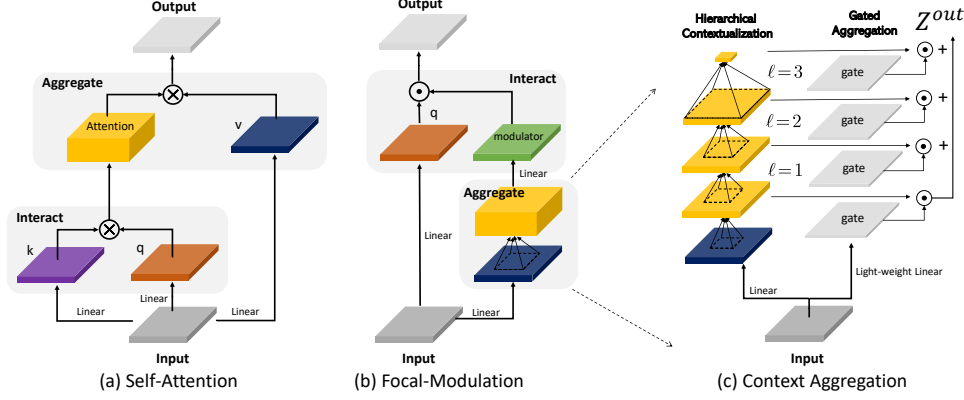 Output
Aggregate
Attention
v
Interact
k
q
Linear
Linear
Linear
Input
(a) Self-Attention
Output
Interact
q
modulator
Linear
Aggregate
Linear
Linear
Input
(b) Focal-Modulation
Hierarchical
Contextualization
Gated
Aggregation
Z^{out}
ℓ=3
gate
+
ℓ=2
gate
+
ℓ=1
gate
+
gate
Linear
Light-weight Linear
Input
(c) Context Aggregation